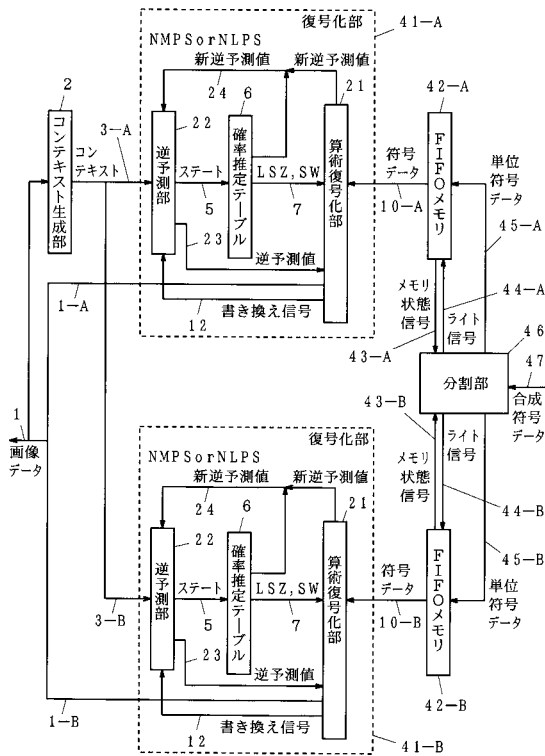 復号化部
41-A
NMPSorNLPS
新逆予測値
新逆予測値
24
6
21
42-A
2
22
コンテキスト生成部
コンテキスト
3-A
逆予測部
ステート
5
確率推定テーブル
LSZ,SW
7
算術復号化部
符号データ
10-A
FIFOメモリ
単位符号データ
45-A
23
逆予測値
1-A
12
書き換え信号
メモリ状態信号
43-A
ライト信号
44-A
46
分割部
47
合成符号データ
1
画像データ
43-B
メモリ状態信号
ライト信号
44-B
復号化部
NMPSorNLPS
新逆予測値
新逆予測値
24
6
21
22
逆予測部
ステート
5
確率推定テーブル
LSZ,SW
7
算術復号化部
符号データ
10-B
FIFOメモリ
45-B
単位符号データ
3-B
23
逆予測値
1-B
12
書き換え信号
42-B
41-B